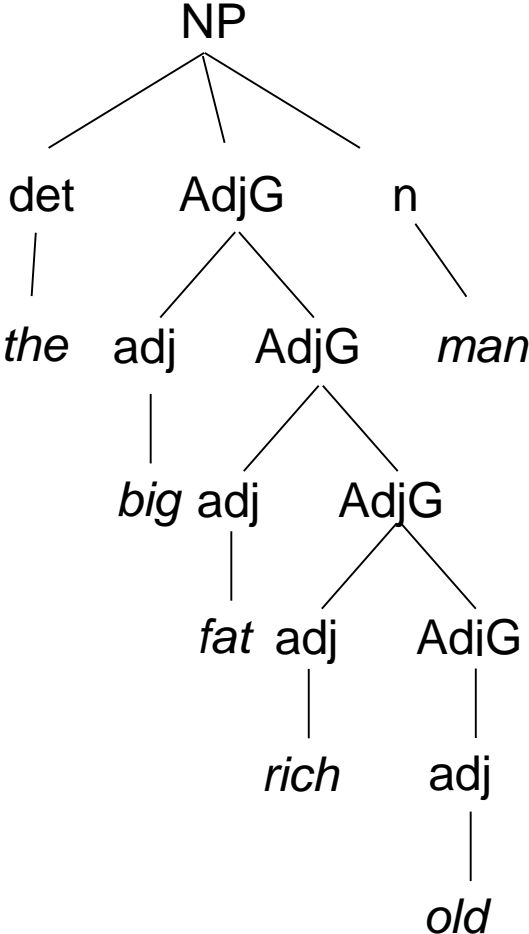 NP
det AdjG n
the adj AdjG man
big adj AdjG
fat adj AdiG
rich adj
old